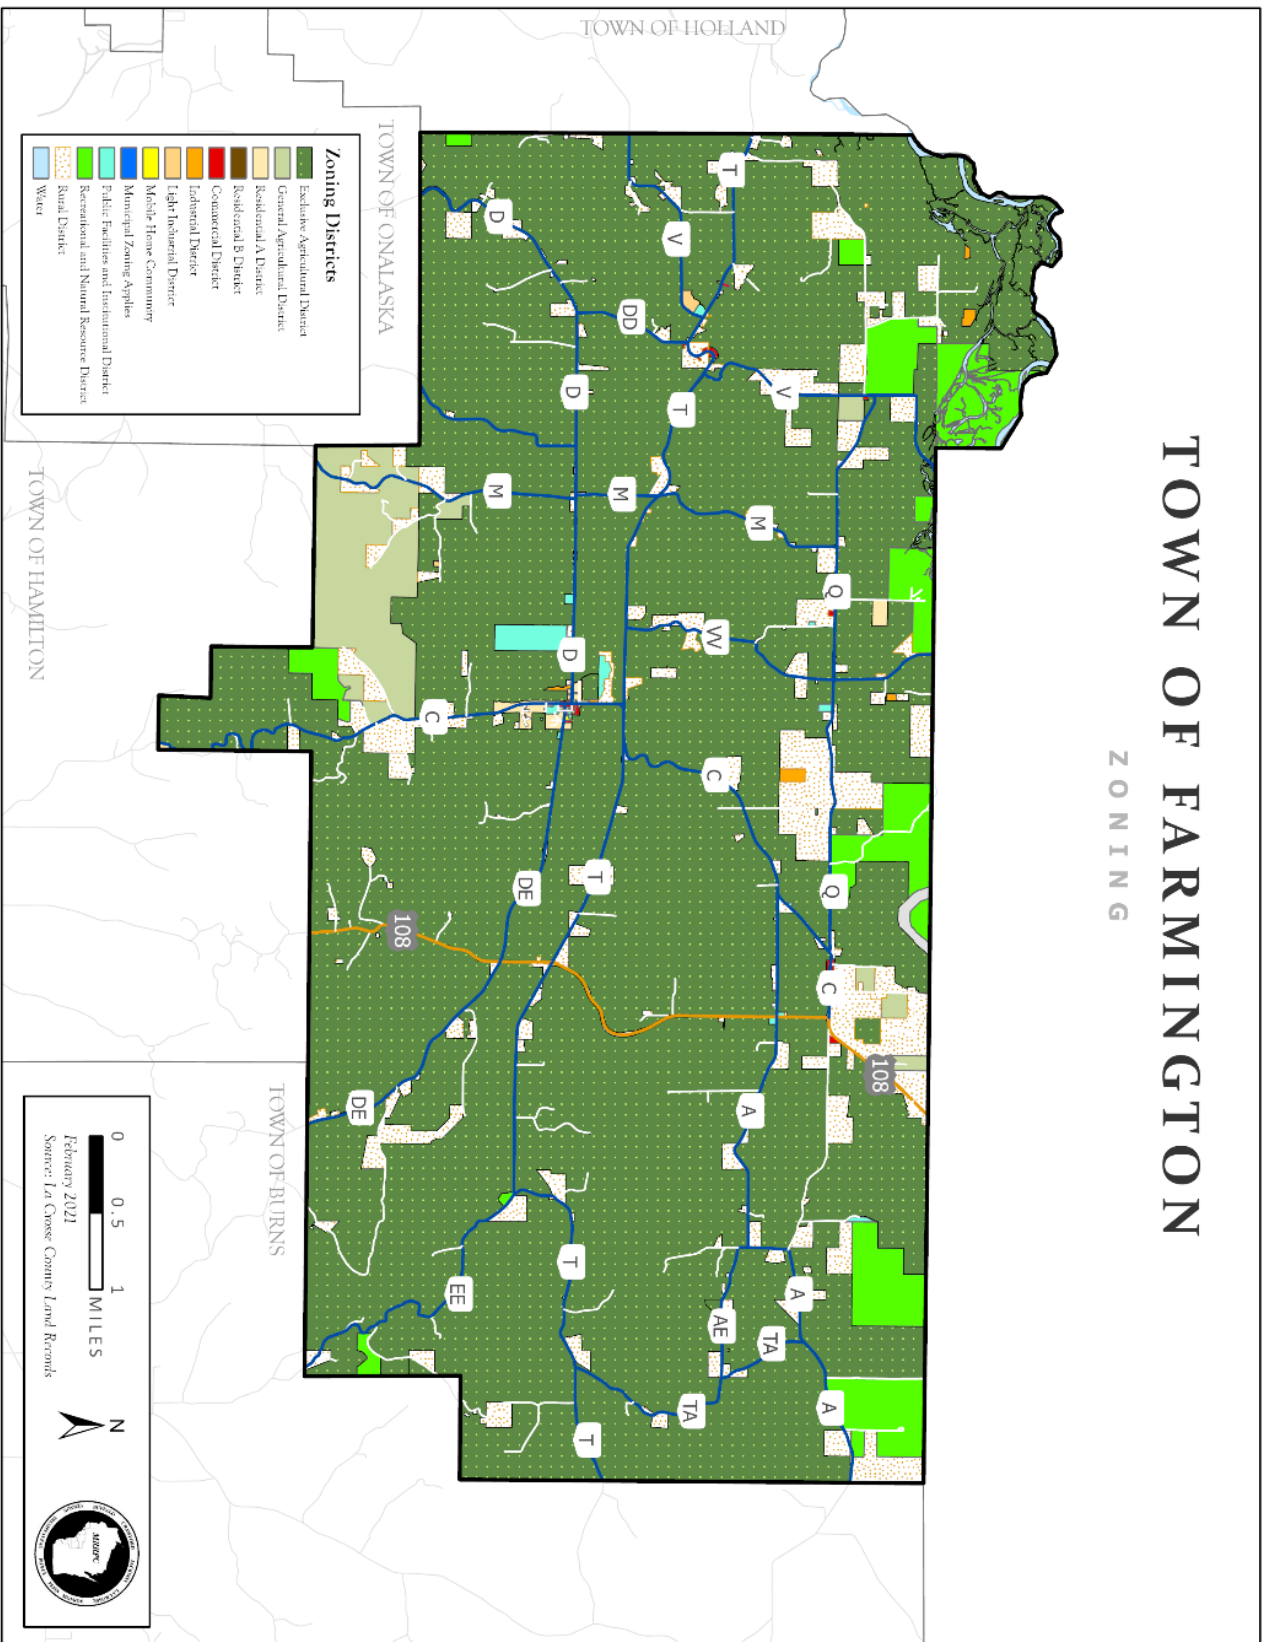 TOWN OF FARMINGTON
ZONING
TOWN OF HOLLAND
TOWN OF ONALASKA
TOWN OF HAMILTON
TOWN OF BURNS
T
V
D
DD
V
T
D
M
M
M
Q
W
D
C
C
Q
T
DE
108
C
108
A
DE
T
EE
A
AE
TA
TA
A
T
Zoning Districts
Exclusive Agricultural District
General Agricultural District
Residential A District
Residential B District
Commercial District
Industrial District
Light Industrial District
Mobile Home Community
Municipal Zoning Applies
Public Facilities and Institutional District
Recreational and Natural Resource District
Rural District
Water
0 0.5 1
MILES
N
February 2021
Source: La Crosse County Land Records
MRRPC